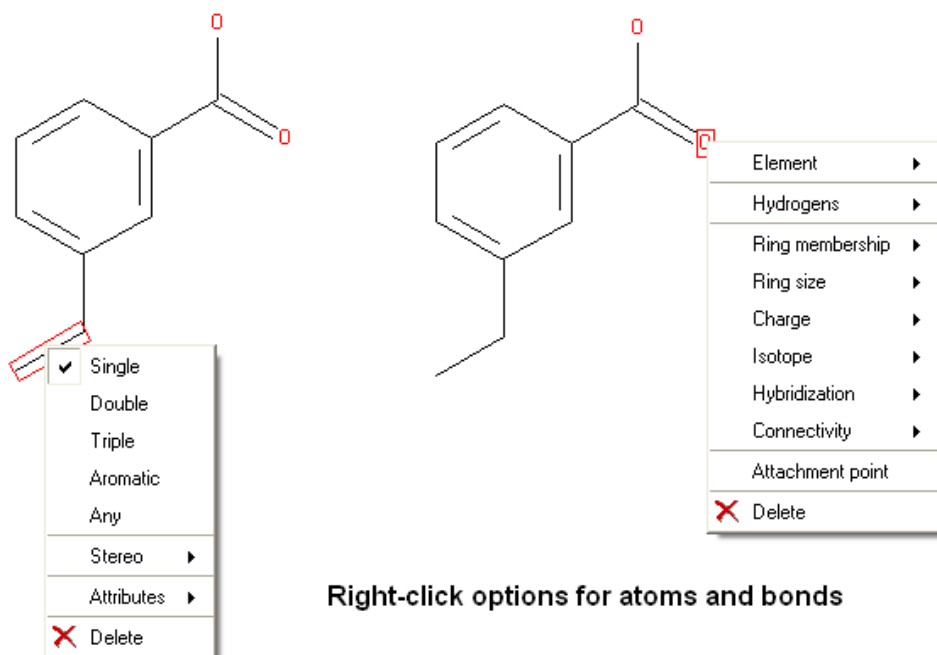 O
O
Single
Double
Triple
Aromatic
Any
Stereo
Attributes
Delete
O
O
Element
Hydrogens
Ring membership
Ring size
Charge
Isotope
Hybridization
Connectivity
Attachment point
Delete
Right-click options for atoms and bonds